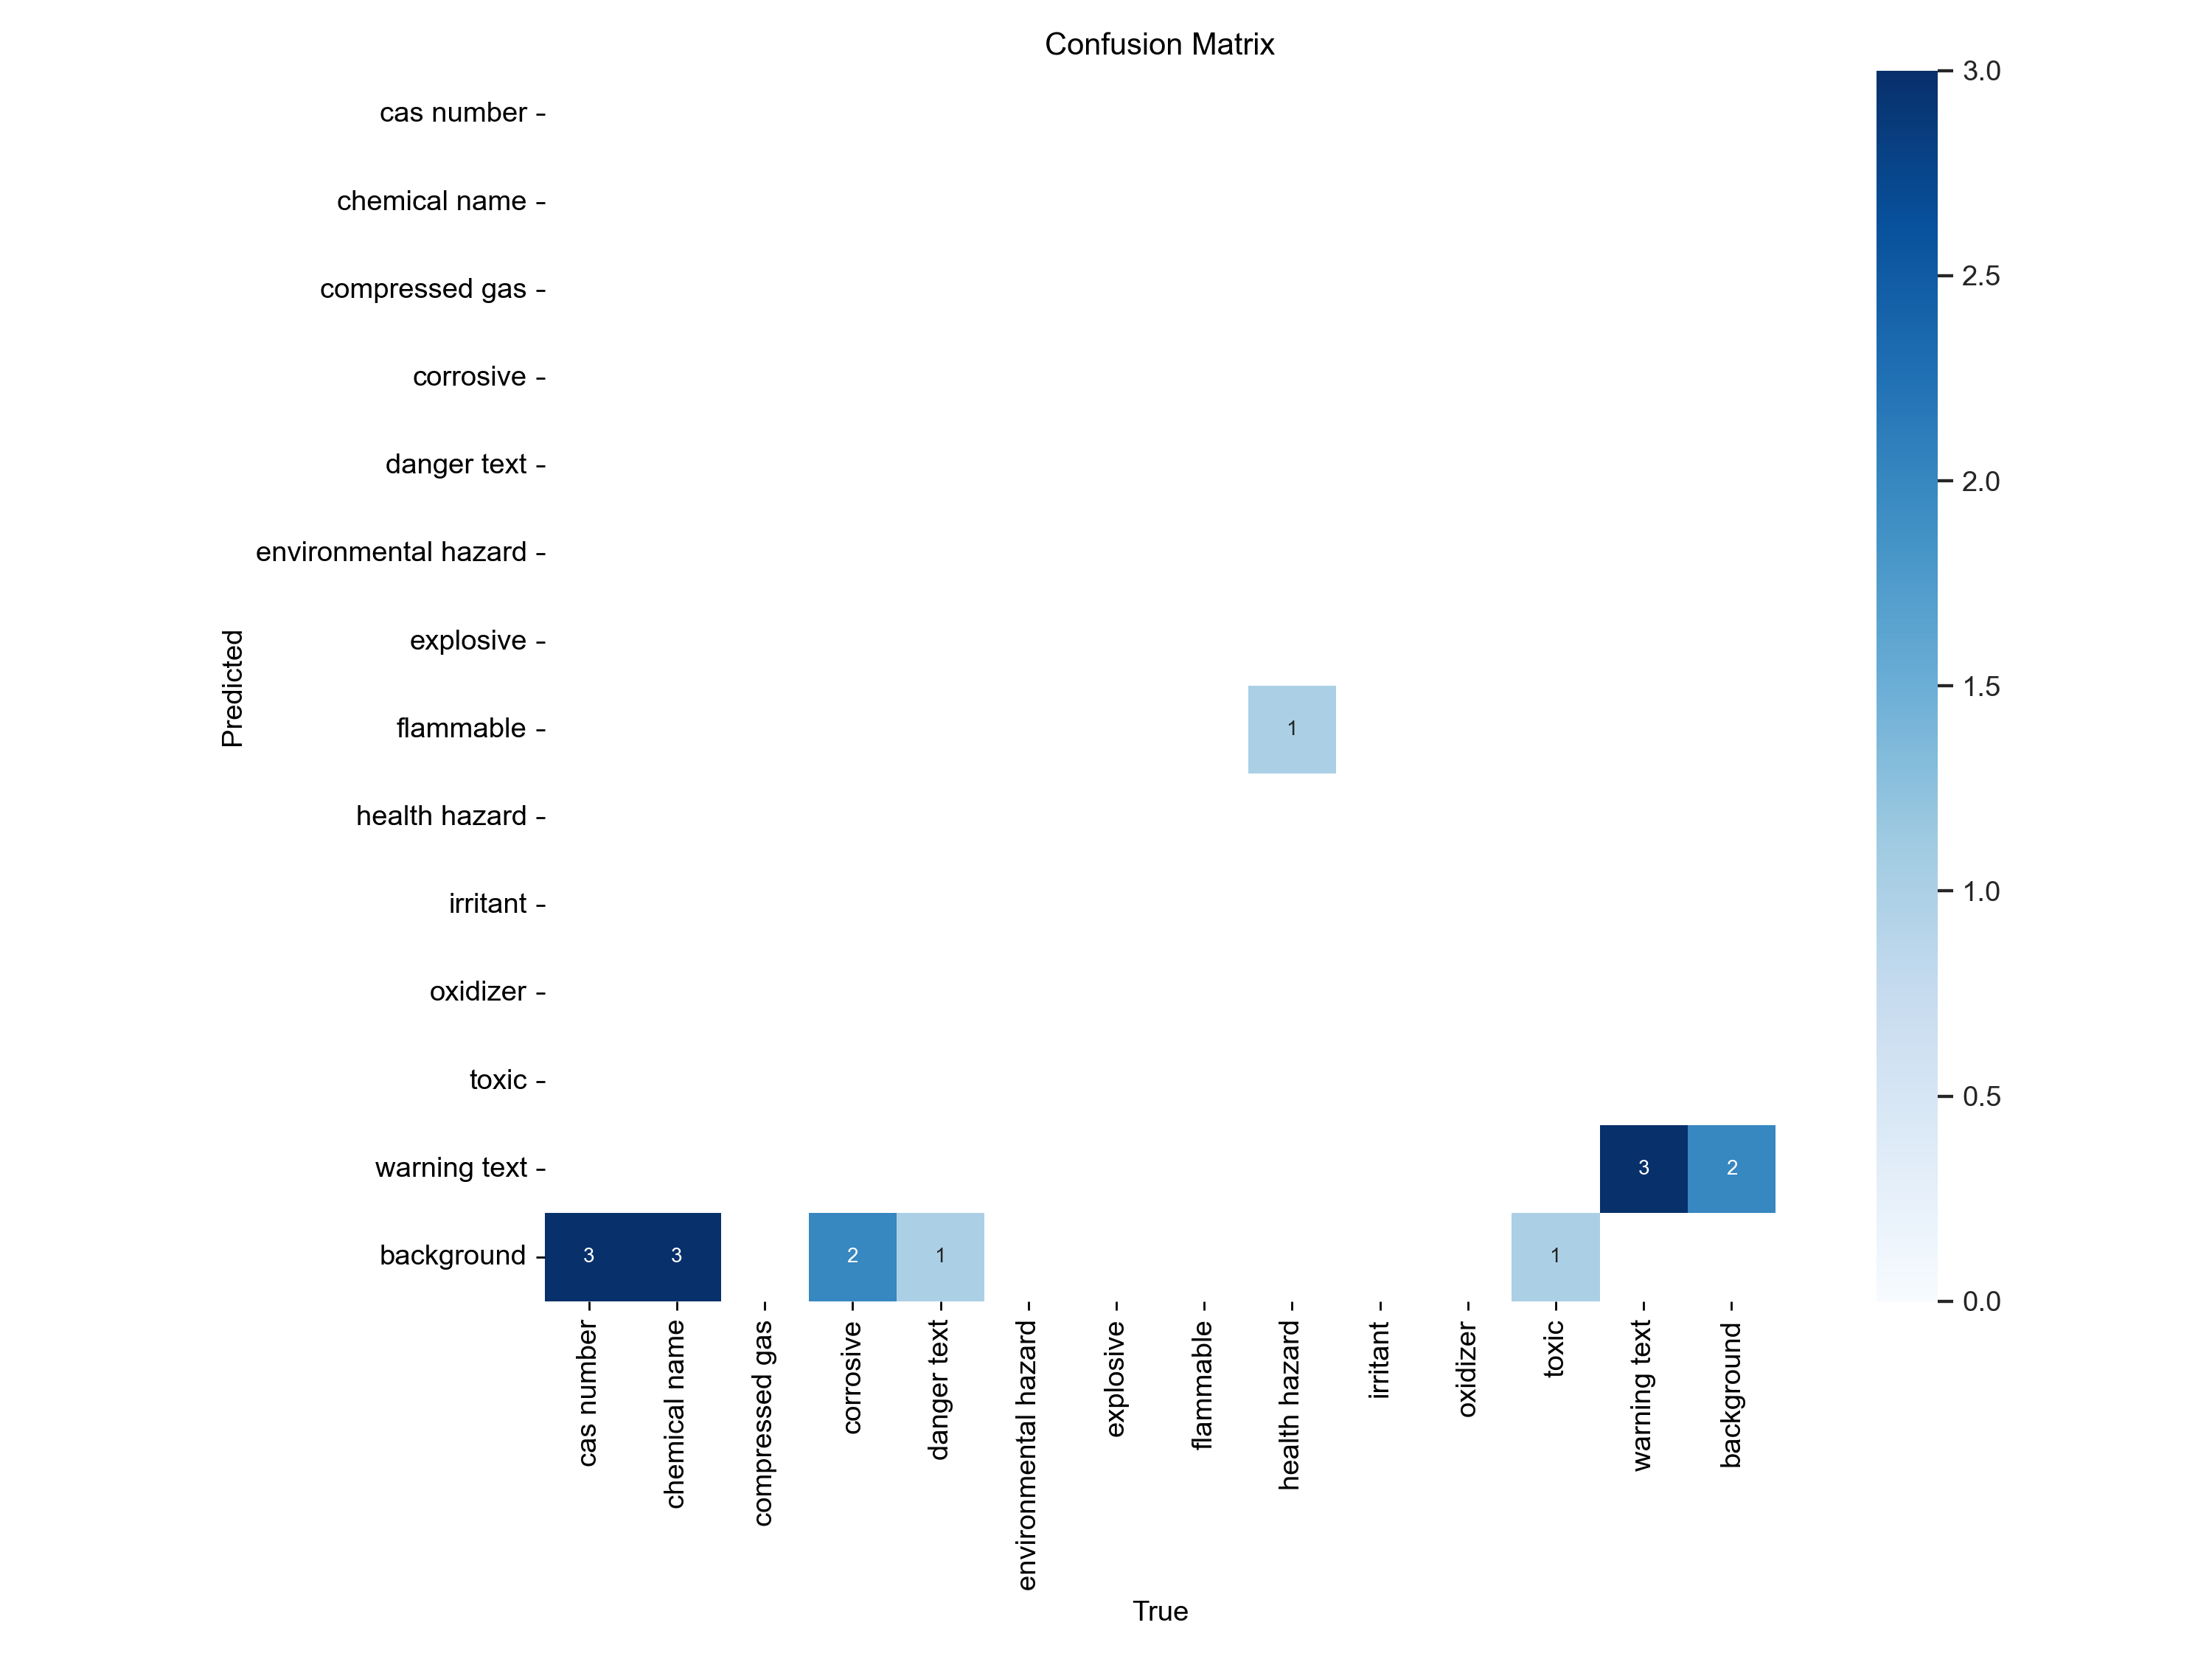 Confusion Matrix
Predicted
cas number
chemical name
compressed gas
corrosive
danger text
environmental hazard
explosive
flammable
health hazard
irritant
oxidizer
toxic
warning text
background
1
3
2
3
3
2
1
1
cas number
chemical name
compressed gas
corrosive
danger text
environmental hazard
explosive
flammable
health hazard
irritant
oxidizer
toxic
warning text
background
True
3.0
2.5
2.0
1.5
1.0
0.5
0.0